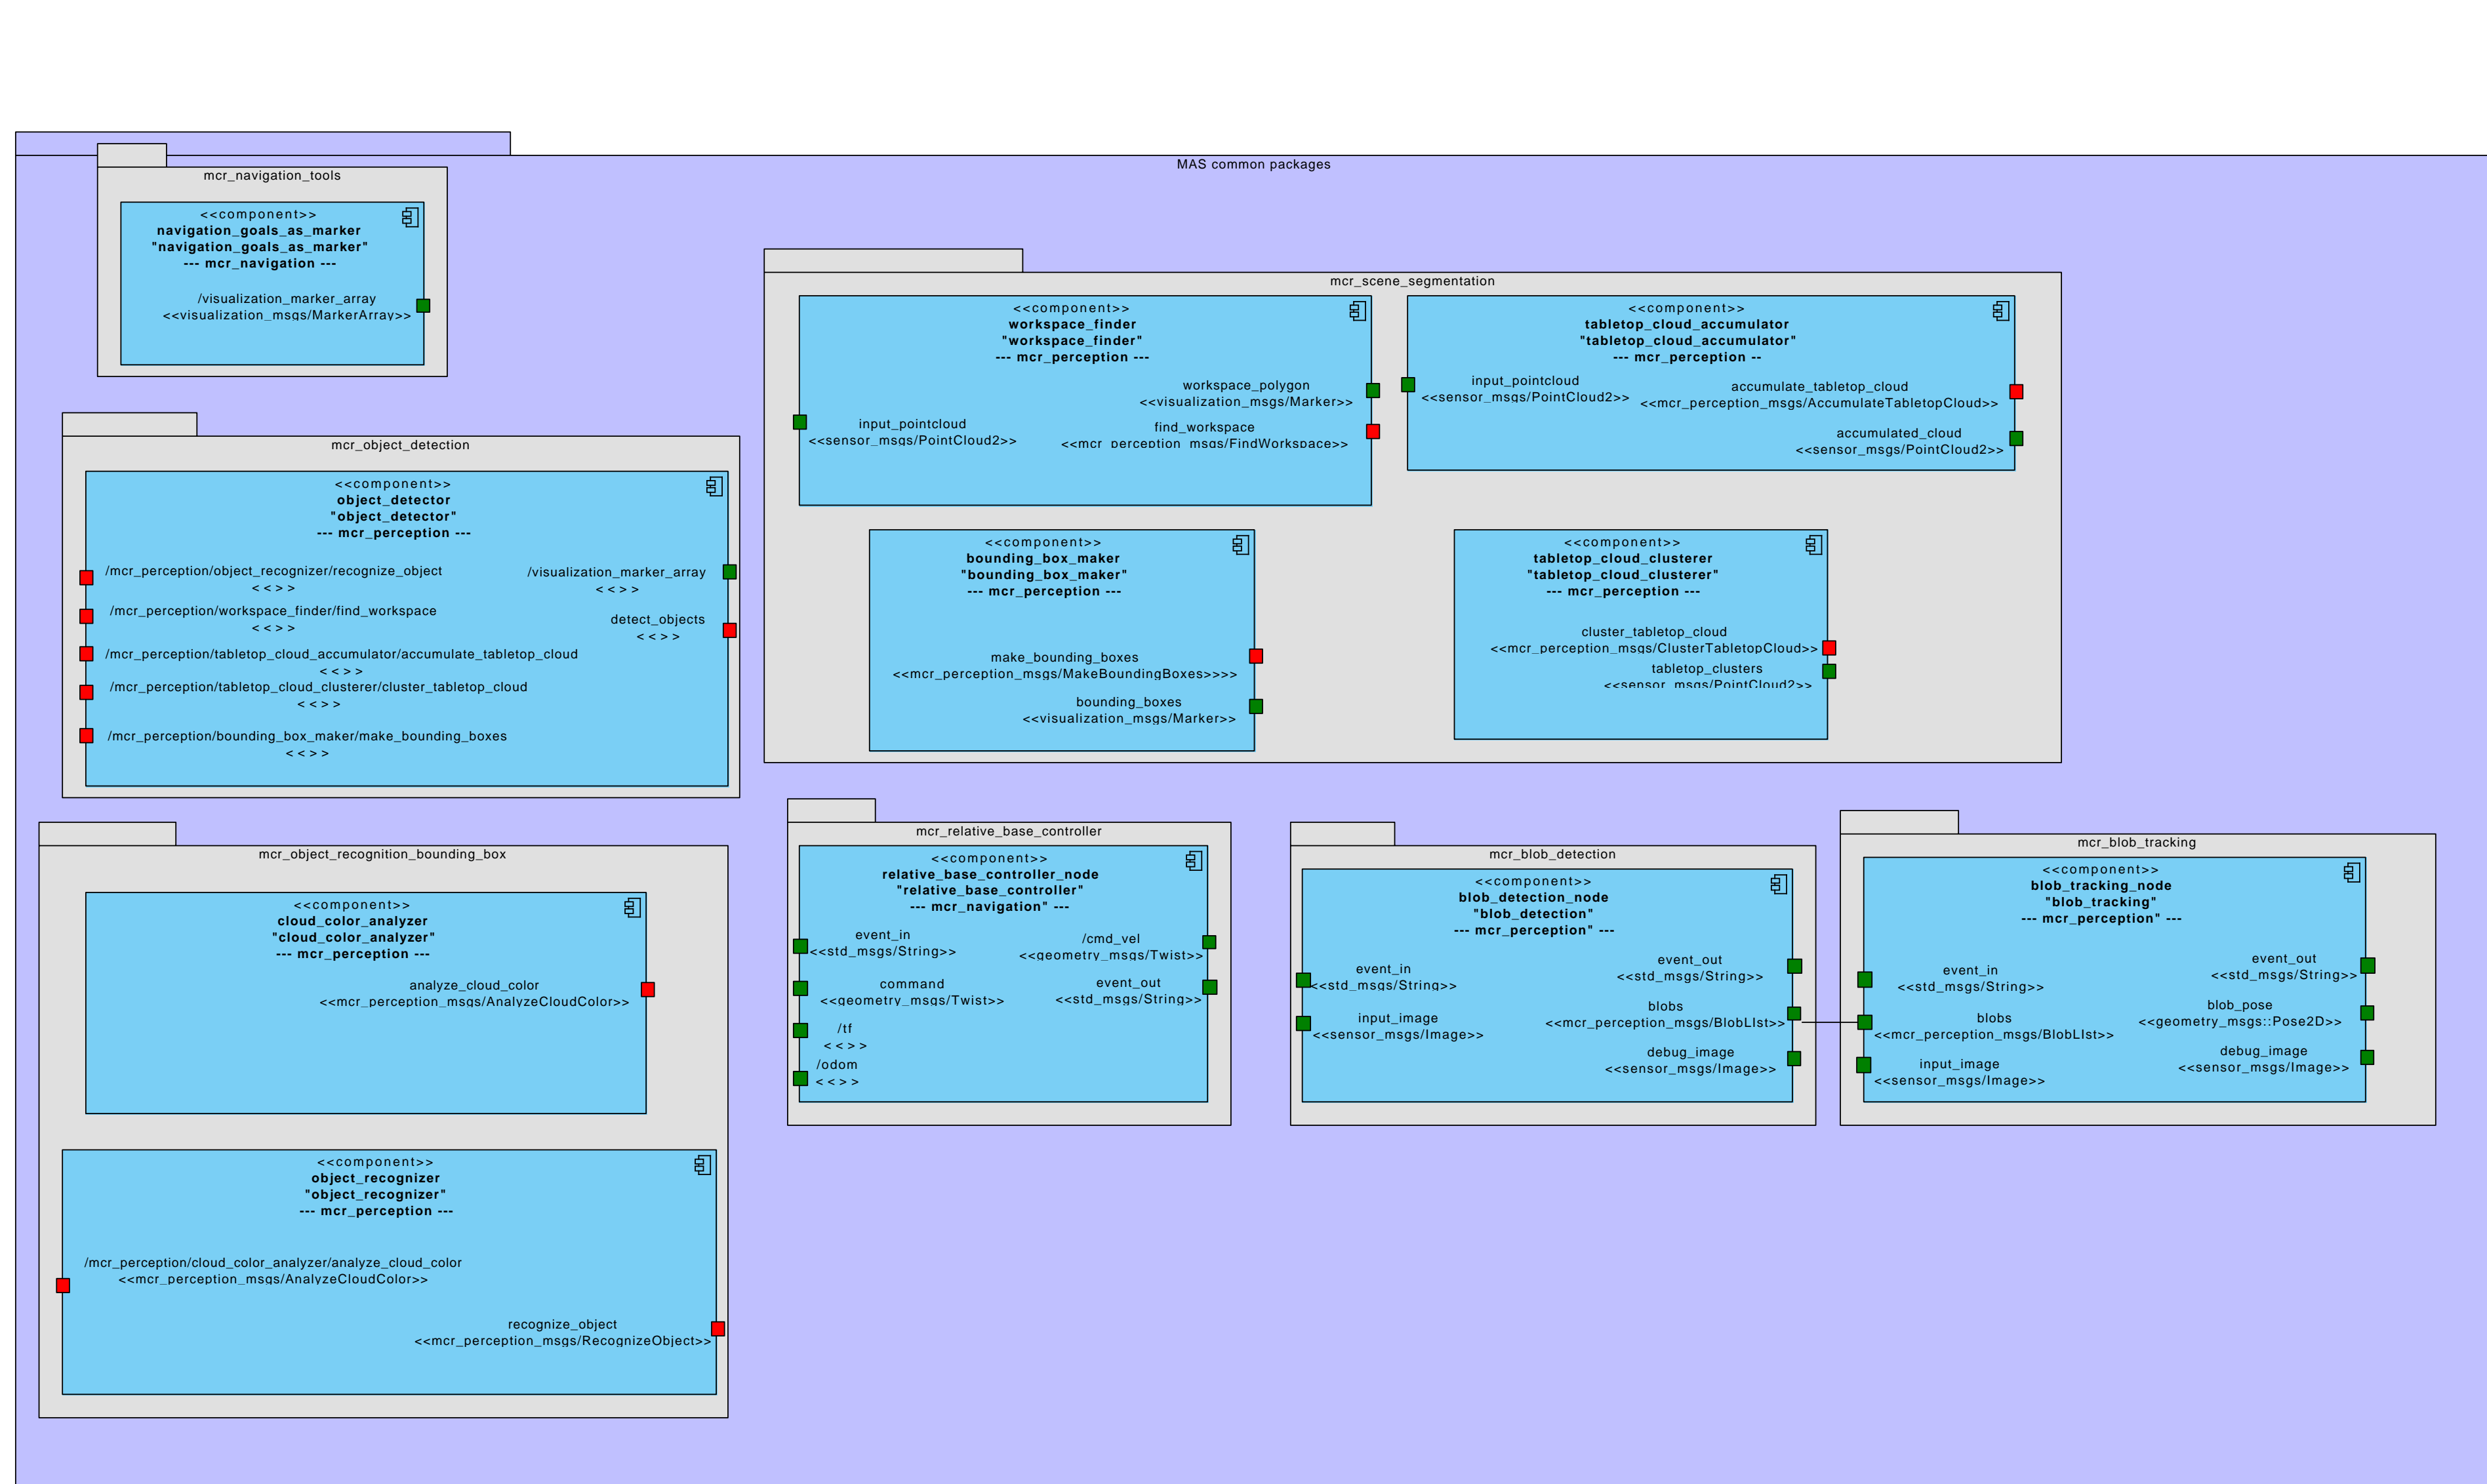 MAS common packages
mcr_navigation_tools
<<component>>
navigation_goals_as_marker
"navigation_goals_as_marker"
--- mcr_navigation ---
/visualization_marker_array
<<visualization_msgs/MarkerArray>>
mcr_scene_segmentation
<<component>>
workspace_finder
"workspace_finder"
--- mcr_perception ---
workspace_polygon
<<visualization_msgs/Marker>>
input_pointcloud
<<sensor_msgs/PointCloud2>>
find_workspace
<<mcr_perception_msgs/FindWorkspace>>
<<component>>
tabletop_cloud_accumulator
"tabletop_cloud_accumulator"
--- mcr_perception --
input_pointcloud
<<sensor_msgs/PointCloud2>>
accumulate_tabletop_cloud
<<mcr_perception_msgs/AccumulateTabletopCloud>>
accumulated_cloud
<<sensor_msgs/PointCloud2>>
<<component>>
bounding_box_maker
"bounding_box_maker"
--- mcr_perception ---
make_bounding_boxes
<<mcr_perception_msgs/MakeBoundingBoxes>>>>
bounding_boxes
<<visualization_msgs/Marker>>
<<component>>
tabletop_cloud_clusterer
"tabletop_cloud_clusterer"
--- mcr_perception ---
cluster_tabletop_cloud
<<mcr_perception_msgs/ClusterTabletopCloud>>
tabletop_clusters
<<sensor_msgs/PointCloud2>>
mcr_object_detection
<<component>>
object_detector
"object_detector"
--- mcr_perception ---
/mcr_perception/object_recognizer/recognize_object
<<>>
/mcr_perception/workspace_finder/find_workspace
<<>>
/mcr_perception/tabletop_cloud_accumulator/accumulate_tabletop_cloud
<<>>
/mcr_perception/tabletop_cloud_clusterer/cluster_tabletop_cloud
<<>>
/mcr_perception/bounding_box_maker/make_bounding_boxes
<<>>
/visualization_marker_array
<<>>
detect_objects
<<>>
mcr_object_recognition_bounding_box
<<component>>
cloud_color_analyzer
"cloud_color_analyzer"
--- mcr_perception ---
analyze_cloud_color
<<mcr_perception_msgs/AnalyzeCloudColor>>
<<component>>
object_recognizer
"object_recognizer"
--- mcr_perception ---
/mcr_perception/cloud_color_analyzer/analyze_cloud_color
<<mcr_perception_msgs/AnalyzeCloudColor>>
recognize_object
<<mcr_perception_msgs/RecognizeObject>>
mcr_relative_base_controller
<<component>>
relative_base_controller_node
"relative_base_controller"
--- mcr_navigation" ---
event_in
<<std_msgs/String>>
command
<<geometry_msgs/Twist>>
/tf
<<>>
/odom
<<>>
/cmd_vel
<<geometry_msgs/Twist>>
event_out
<<std_msgs/String>>
mcr_blob_detection
<<component>>
blob_detection_node
"blob_detection"
--- mcr_perception" ---
event_in
<<std_msgs/String>>
input_image
<<sensor_msgs/Image>>
event_out
<<std_msgs/String>>
blobs
<<mcr_perception_msgs/BlobLIst>>
debug_image
<<sensor_msgs/Image>>
mcr_blob_tracking
<<component>>
blob_tracking_node
"blob_tracking"
--- mcr_perception" ---
event_in
<<std_msgs/String>>
blobs
<<mcr_perception_msgs/BlobLIst>>
input_image
<<sensor_msgs/Image>>
event_out
<<std_msgs/String>>
blob_pose
<<geometry_msgs::Pose2D>>
debug_image
<<sensor_msgs/Image>>